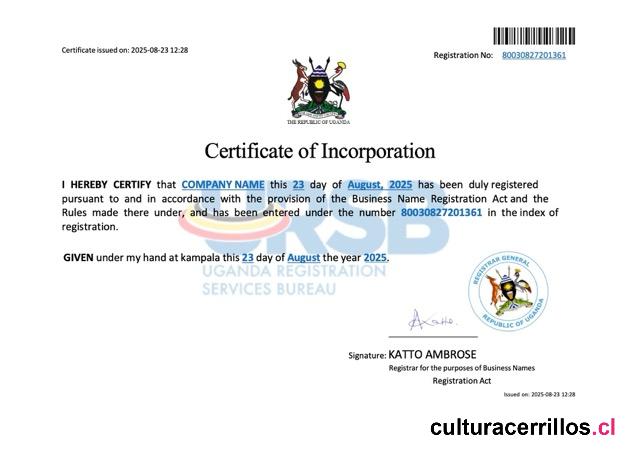 Certificate issued on: 2025-08-23 12:28
Registration No: 80030827201361
THE REPUBLIC OF UGANDA
Certificate of Incorporation
I HEREBY CERTIFY that COMPANY NAME this 23 day of August, 2025 has been duly registered
pursuant to and in accordance with the provision of the Business Name Registration Act and the
Rules made there under, and has been entered under the number 80030827201361 in the index of
registration.
URSB
GIVEN under my hand at kampala this 23 day of August the year 2025.
UGANDA REGISTRATION
SERVICES BUREAU
REGISTRAR GENERAL
REPUBLIC OF UGANDA
Signature: KATTO AMBROSE
Registrar for the purposes of Business Names
Registration Act
Issued on: 2025-08-23 12:28
culturacerrillos.cl